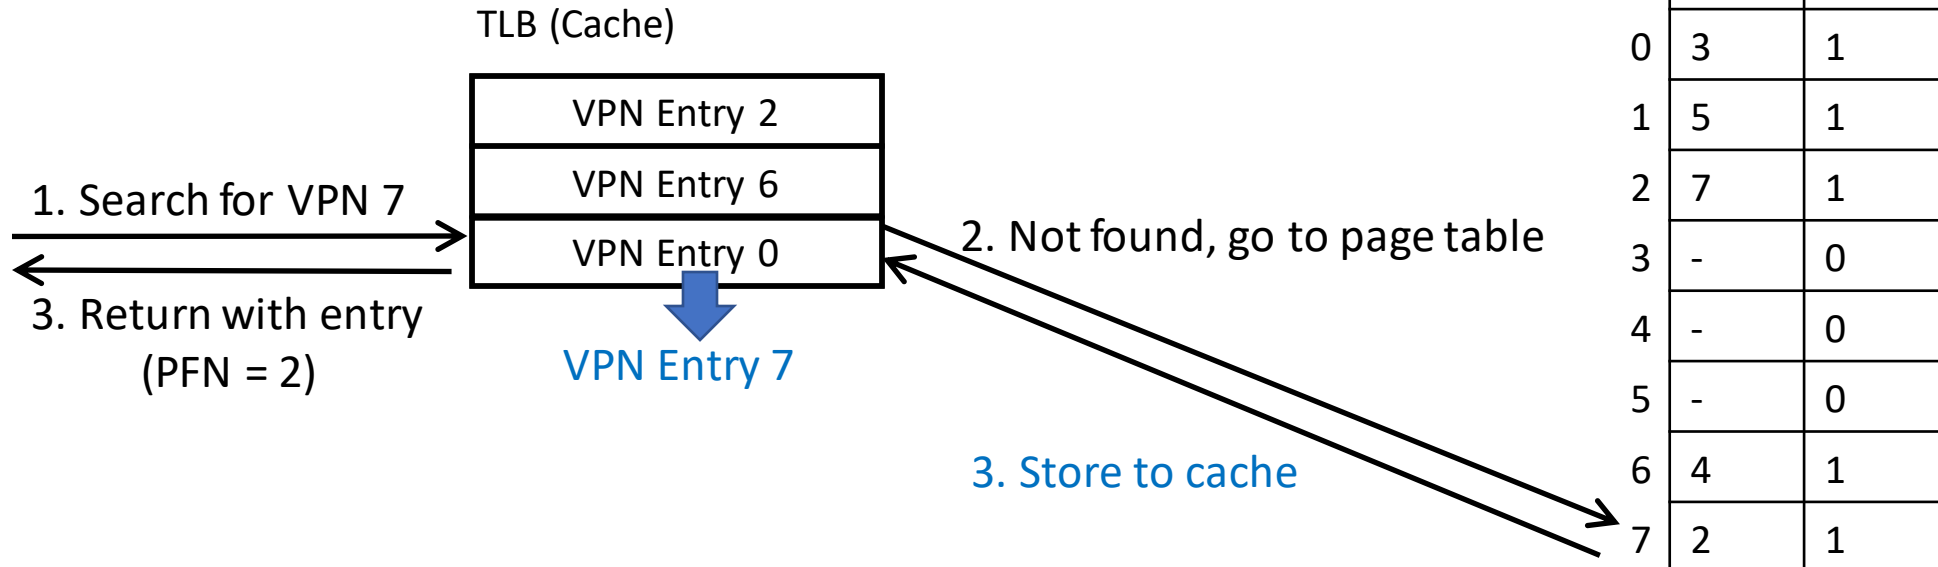 TLB (Cache)
VPN Entry 2
VPN Entry 6
VPN Entry 0
VPN Entry 7
1. Search for VPN 7
3. Return with entry
(PFN = 2)
2. Not found, go to page table
3. Store to cache
0 3 1
1 5 1
2 7 1
3 - 0
4 - 0
5 - 0
6 4 1
7 2 1